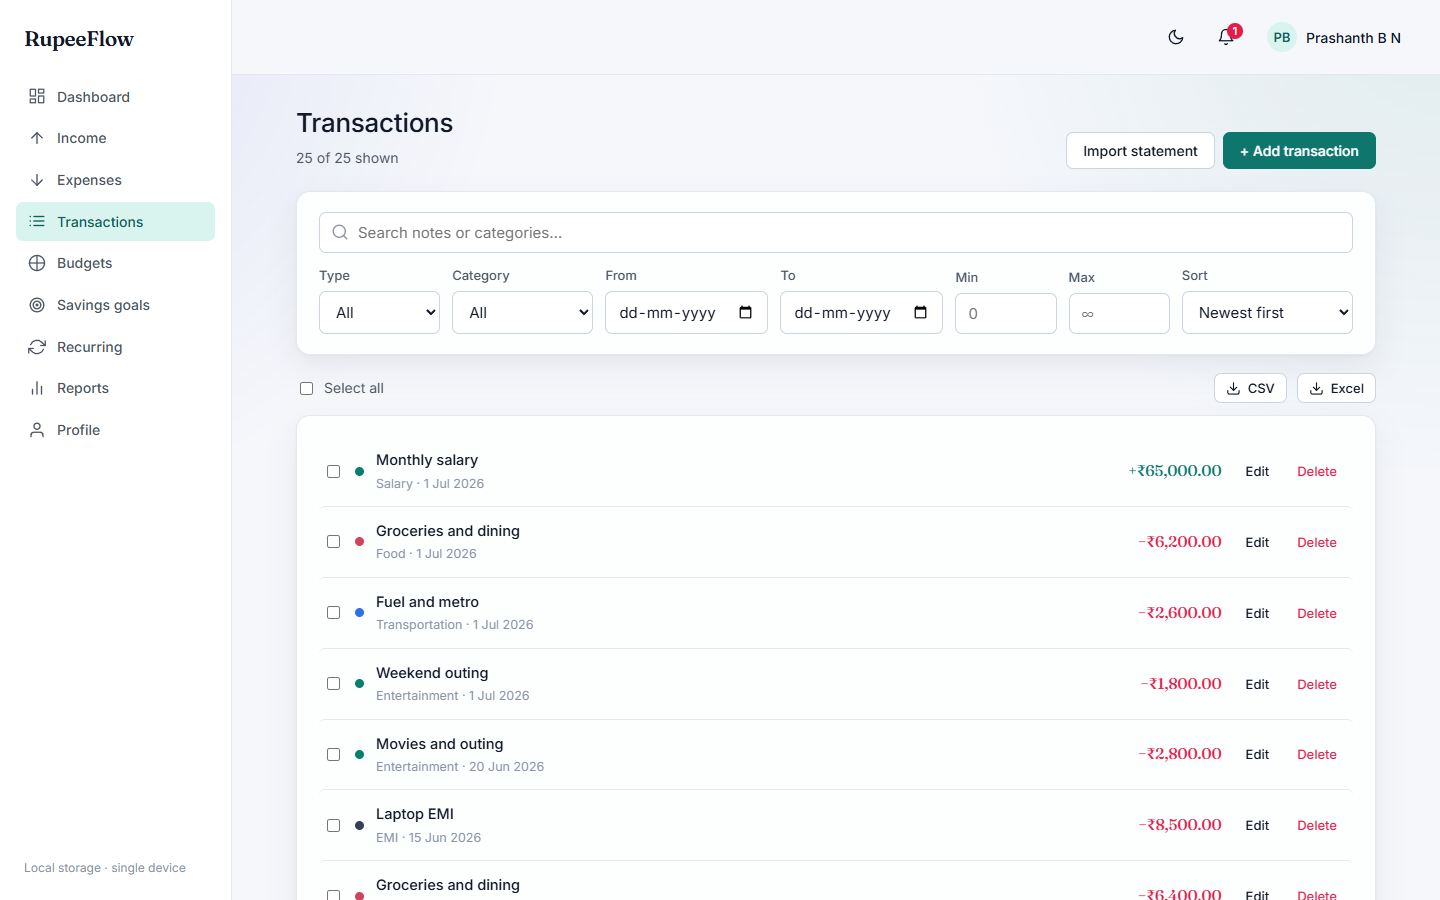 RupeeFlow
Dashboard
Income
Expenses
Transactions
Budgets
Savings goals
Recurring
Reports
Profile
Local storage · single device
1
PB Prashanth B N
Transactions
25 of 25 shown
Import statement
+ Add transaction
Search notes or categories...
Type Category From To Min Max Sort
All All dd-mm-yyyy dd-mm-yyyy 0 ∞ Newest first
Select all CSV Excel
Monthly salary
Salary · 1 Jul 2026
+₹65,000.00 Edit Delete
Groceries and dining
Food · 1 Jul 2026
−₹6,200.00 Edit Delete
Fuel and metro
Transportation · 1 Jul 2026
−₹2,600.00 Edit Delete
Weekend outing
Entertainment · 1 Jul 2026
−₹1,800.00 Edit Delete
Movies and outing
Entertainment · 20 Jun 2026
−₹2,800.00 Edit Delete
Laptop EMI
EMI · 15 Jun 2026
−₹8,500.00 Edit Delete
Groceries and dining
−₹6,400.00 Edit Delete